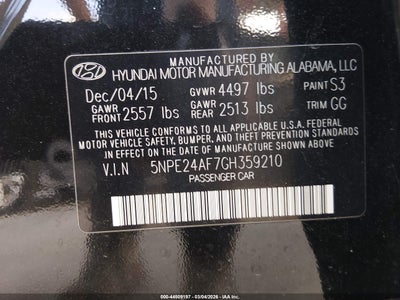 MANUFACTURED BY
HYUNDAI MOTOR MANUFACTURING ALABAMA, LLC
Dec/04/15 GVWR 4497 lbs PAINT S3
GAWR FRONT 2557 lbs GAWR REAR 2513 lbs TRIM GG
THIS VEHICLE CONFORMS TO ALL APPLICABLE U.S.A. FEDERAL
MOTOR VEHICLE SAFETY, BUMPER, AND THEFT PREVENTION
STANDARDS IN EFFECT ON THE DATE OF MANUFACTURE SHOWN ABOVE.
V.I.N 5NPE24AF7GH359210
PASSENGER CAR
000-44609197 - 03/04/2026 - IAA